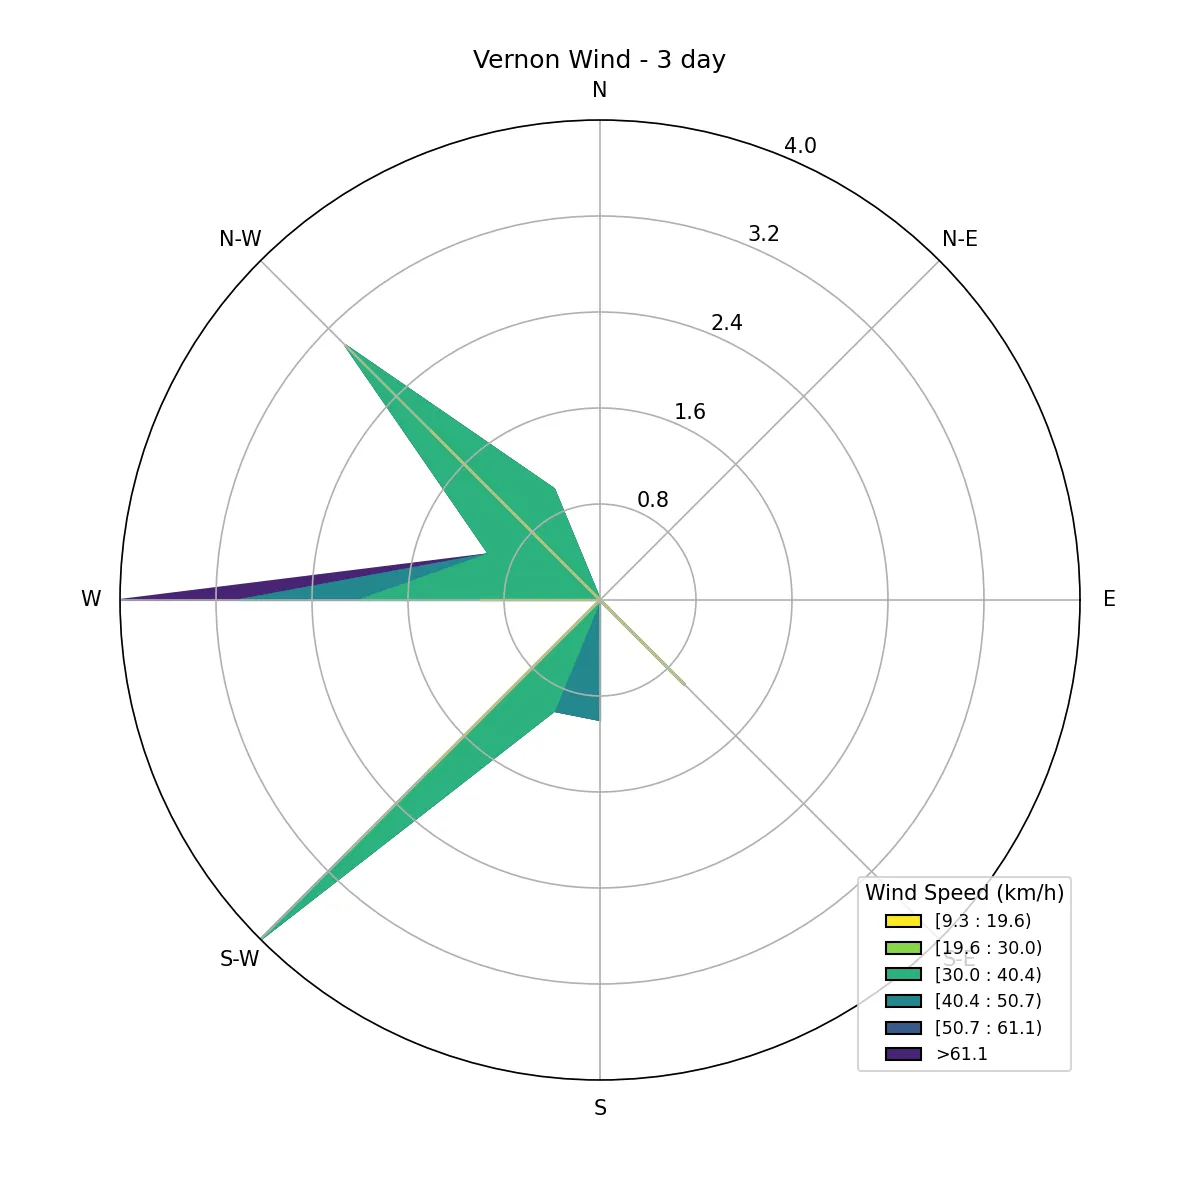 Vernon Wind - 3 day
N
4.0
N-W
3.2
N-E
2.4
1.6
0.8
W
E
Wind Speed (km/h)
[9.3 : 19.6)
[19.6 : 30.0)
S-W
S-E
[30.0 : 40.4)
[40.4 : 50.7)
[50.7 : 61.1)
>61.1
S